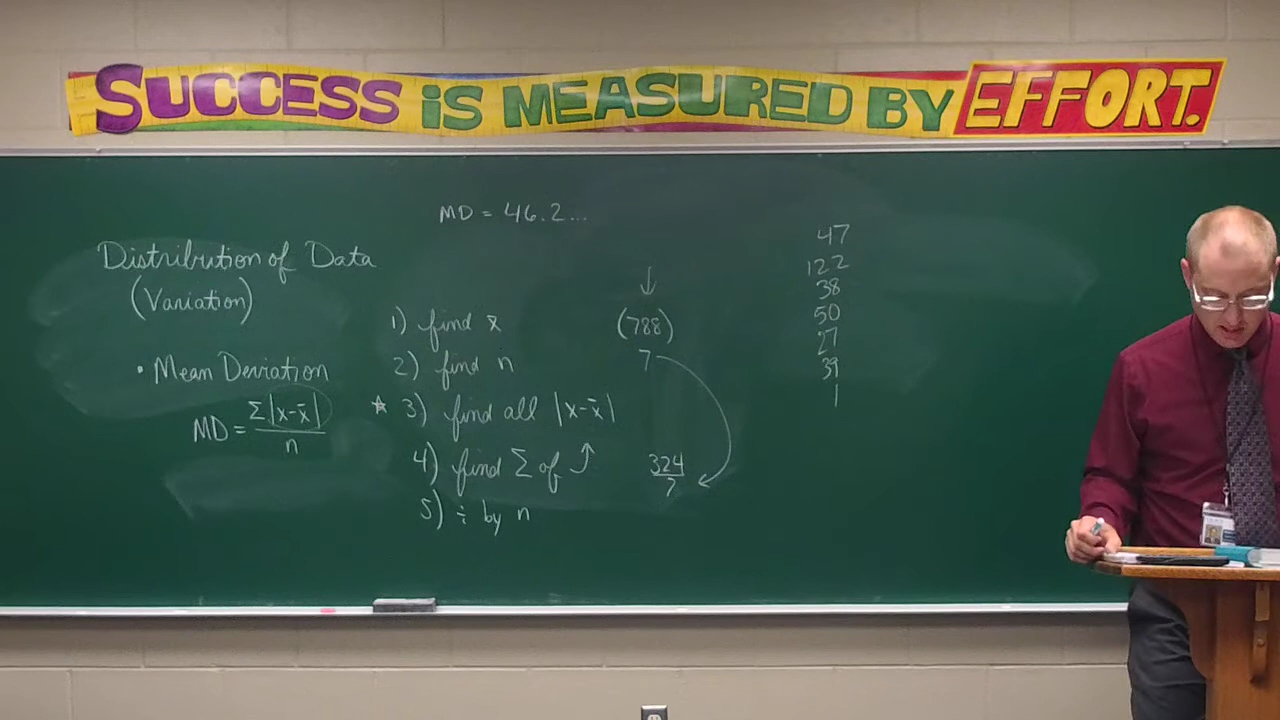 SUCCESS IS MEASURED BY EFFORT.
MD = 46.2...
Distribution of Data
(Variation)
• Mean Deviation
MD = Σ|x-x̄| / n
1) find x̄
2) find n
★ 3) find all |x-x̄|
4) find Σ of ⤴
5) ÷ by n
↓
(788)
7
324/7
47
122
38
50
27
39
1